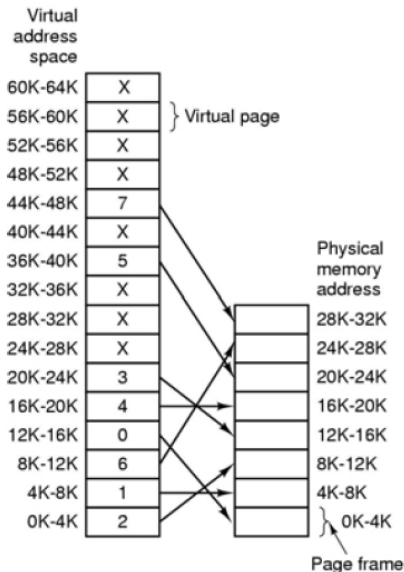 Virtual
address
space
60K-64K X
56K-60K X Virtual page
52K-56K X
48K-52K X
44K-48K 7
40K-44K X
36K-40K 5
32K-36K X
28K-32K X
24K-28K X
20K-24K 3
16K-20K 4
12K-16K 0
8K-12K 6
4K-8K 1
0K-4K 2
Physical
memory
address
28K-32K
24K-28K
20K-24K
16K-20K
12K-16K
8K-12K
4K-8K
0K-4K
Page frame